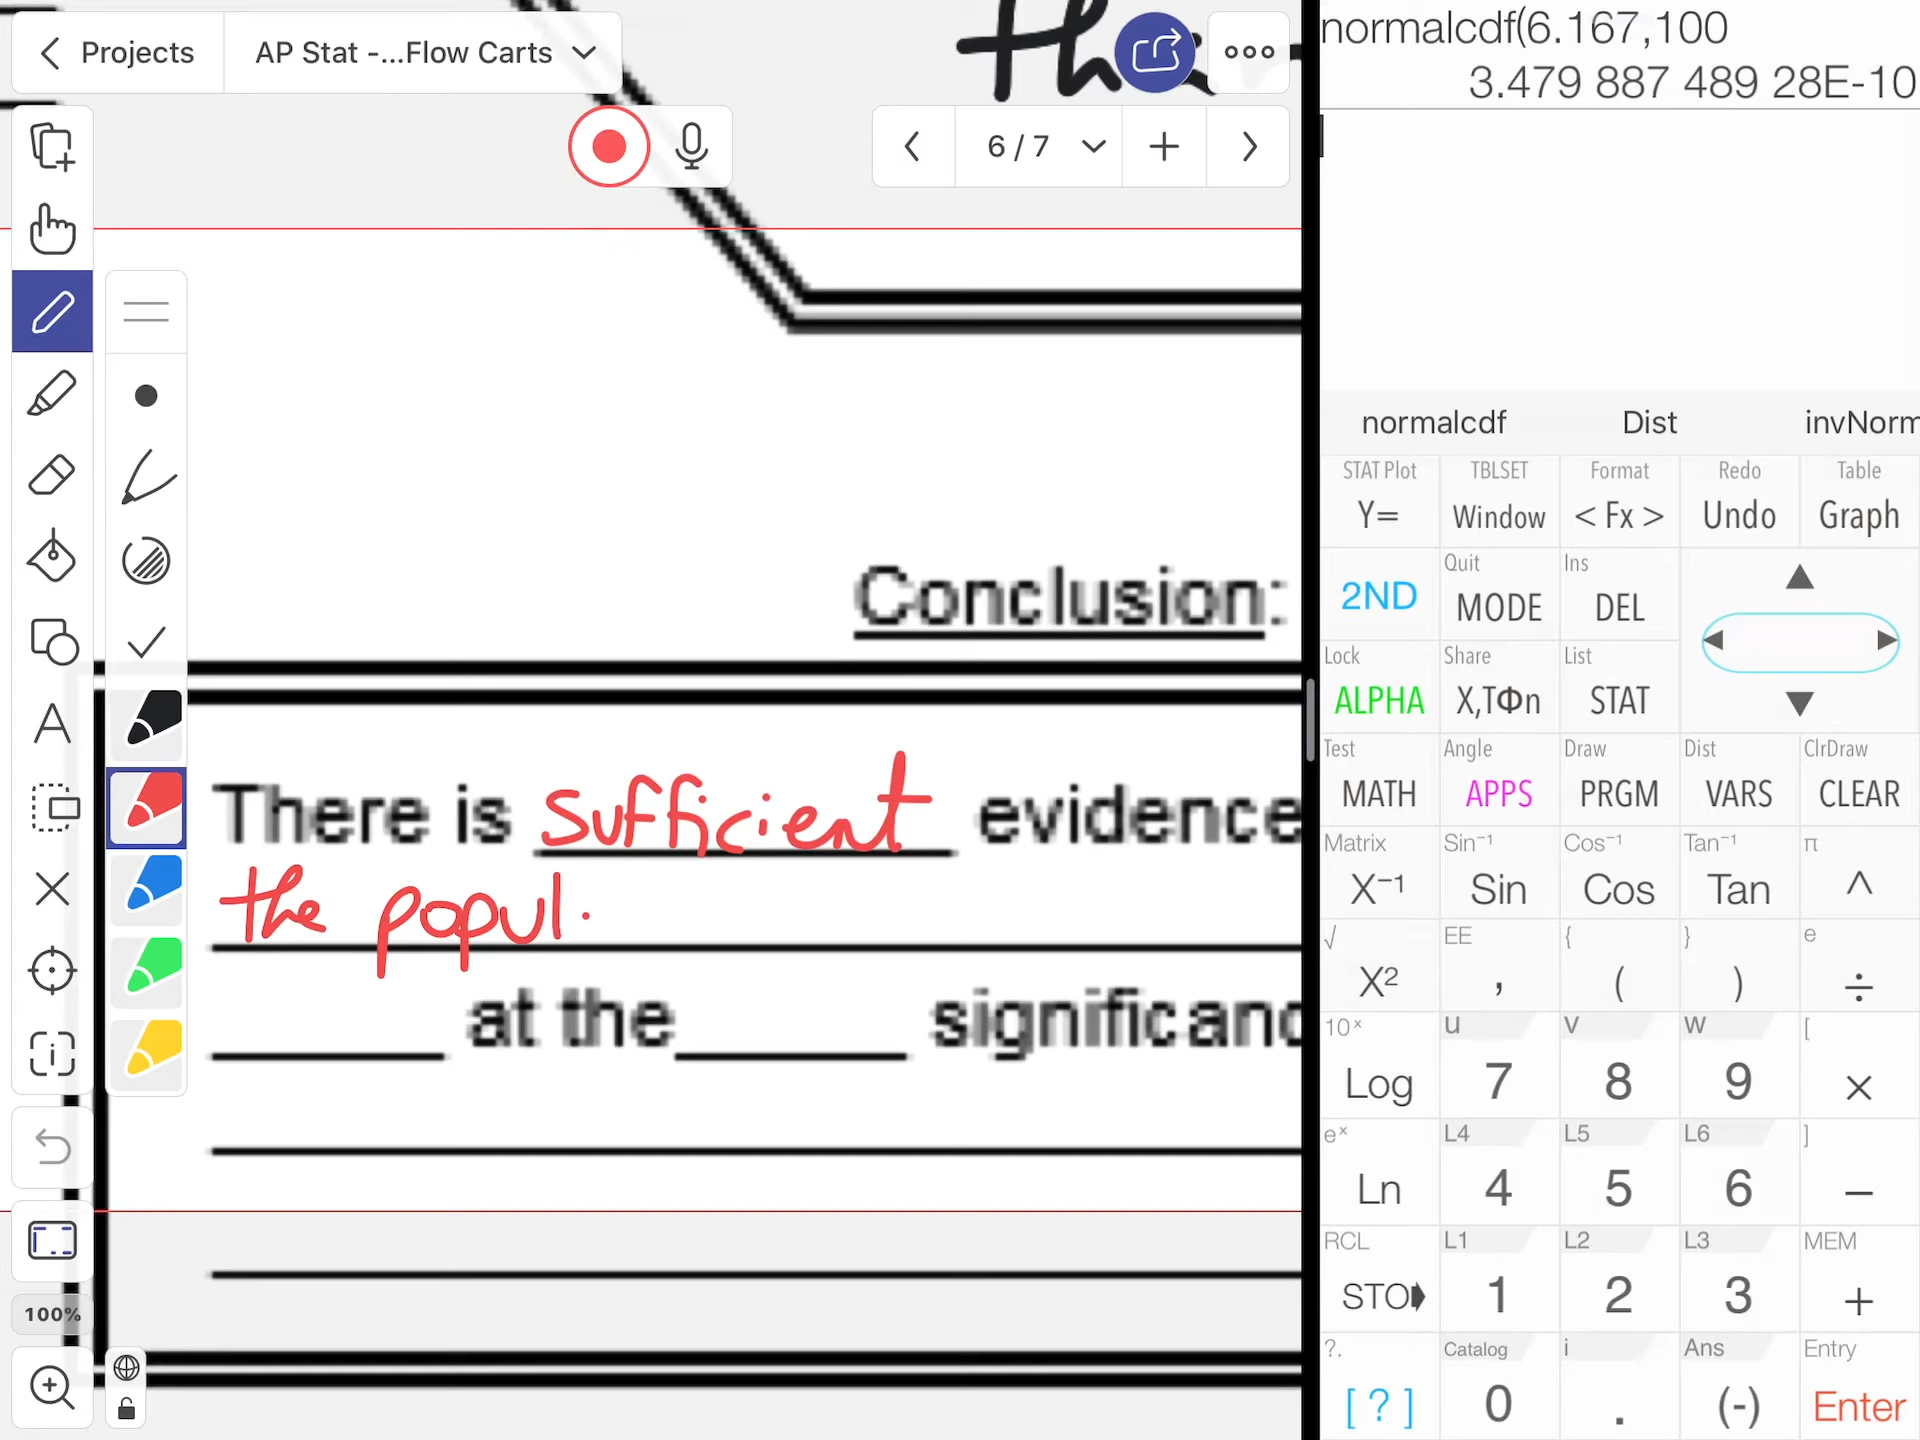 Projects
AP Stat -...Flow Carts
6 / 7
Conclusion:
There is sufficient evidence
the popul.
at the significanc
100%
normalcdf(6.167,100
3.479 887 489 28E-10
normalcdf Dist invNorm
STAT Plot TBLSET Format Redo Table
Y= Window < Fx > Undo Graph
Quit Ins
2ND MODE DEL
Lock Share List
ALPHA X,TΦn STAT
Test Angle Draw Dist ClrDraw
MATH APPS PRGM VARS CLEAR
Matrix Sin⁻¹ Cos⁻¹ Tan⁻¹ π
X⁻¹ Sin Cos Tan ^
√ EE { } e
X² , ( ) ÷
10ˣ u v w [
Log 7 8 9 ×
eˣ L4 L5 L6 ]
Ln 4 5 6 −
RCL L1 L2 L3 MEM
STO 1 2 3 +
?. Catalog i Ans Entry
[ ? ] 0 . (-) Enter